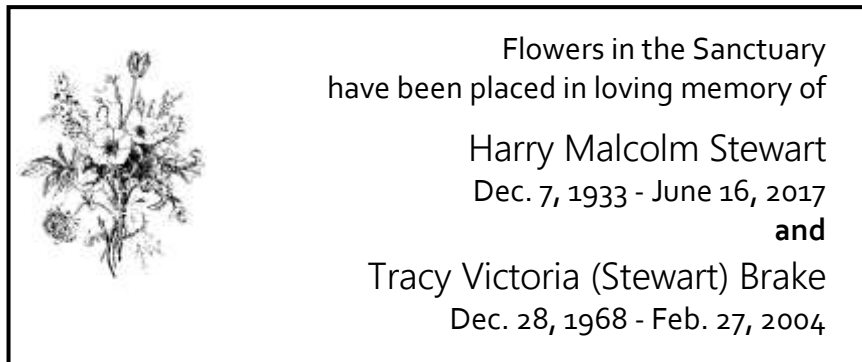 Flowers in the Sanctuary
have been placed in loving memory of
Harry Malcolm Stewart
Dec. 7, 1933 - June 16, 2017
and
Tracy Victoria (Stewart) Brake
Dec. 28, 1968 - Feb. 27, 2004